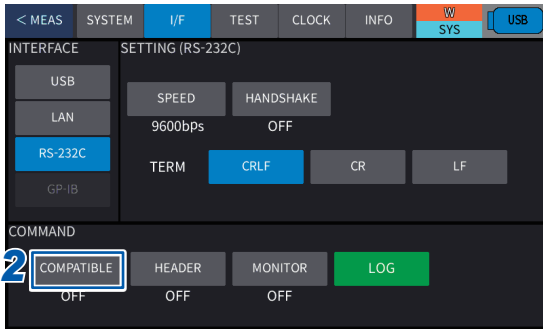 < MEAS SYSTEM I/F TEST CLOCK INFO W SYS USB
INTERFACE SETTING (RS-232C)
USB
SPEED HANDSHAKE
LAN
9600bps OFF
RS-232C
TERM CRLF CR LF
GP-IB
COMMAND
2 COMPATIBLE HEADER MONITOR LOG
OFF OFF OFF